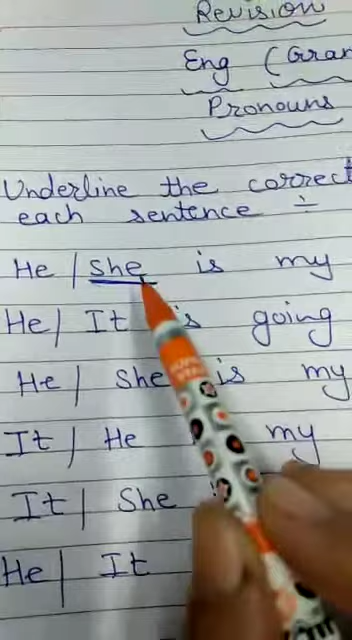 Revision
Eng (Gram
Pronouns
Underline the correct
each sentence ÷
He / She is my
He / It is going
He / She is my
It / He my
It / She
He / It